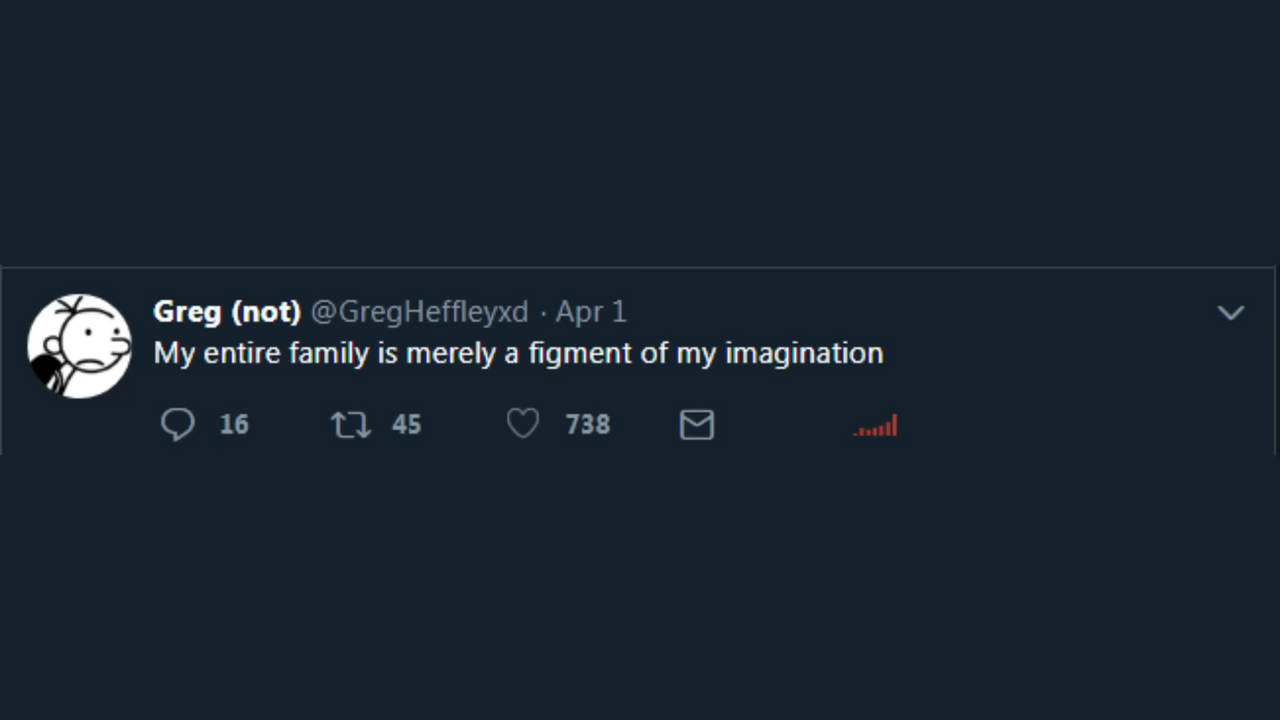 Greg (not) @GregHeffleyxd · Apr 1
My entire family is merely a figment of my imagination
16 45 738